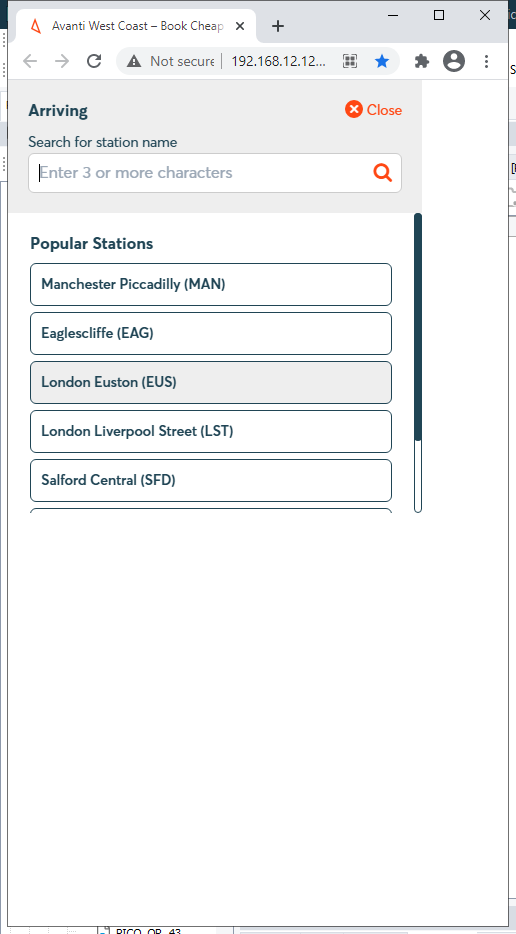 Avanti West Coast – Book Cheap
Not secure
192.168.12.12...
Arriving
Close
Search for station name
Enter 3 or more characters
Popular Stations
Manchester Piccadilly (MAN)
Eaglescliffe (EAG)
London Euston (EUS)
London Liverpool Street (LST)
Salford Central (SFD)